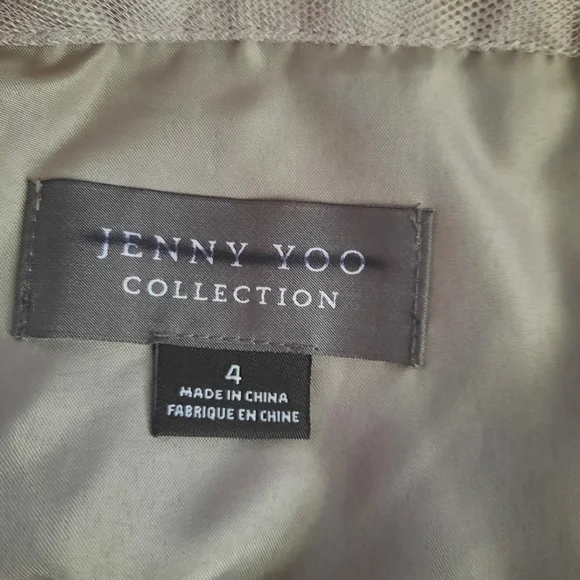 JENNY YOO
COLLECTION
4
MADE IN CHINA
FABRIQUE EN CHINE